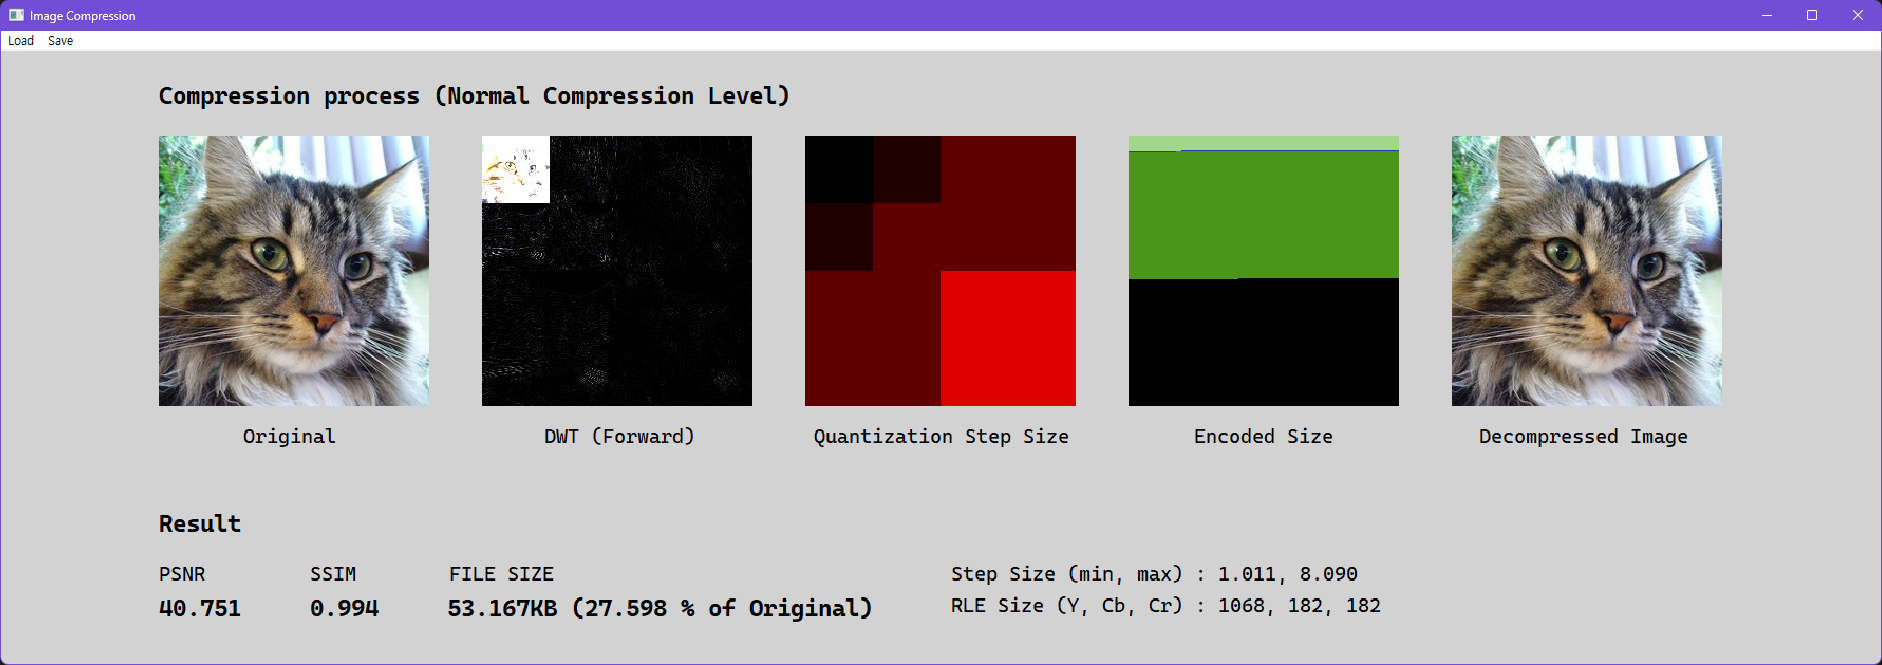 Image Compression
Load Save
Compression process (Normal Compression Level)
Original DWT (Forward) Quantization Step Size Encoded Size Decompressed Image
Result
PSNR SSIM FILE SIZE Step Size (min, max) : 1.011, 8.090
40.751 0.994 53.167KB (27.598 % of Original) RLE Size (Y, Cb, Cr) : 1068, 182, 182